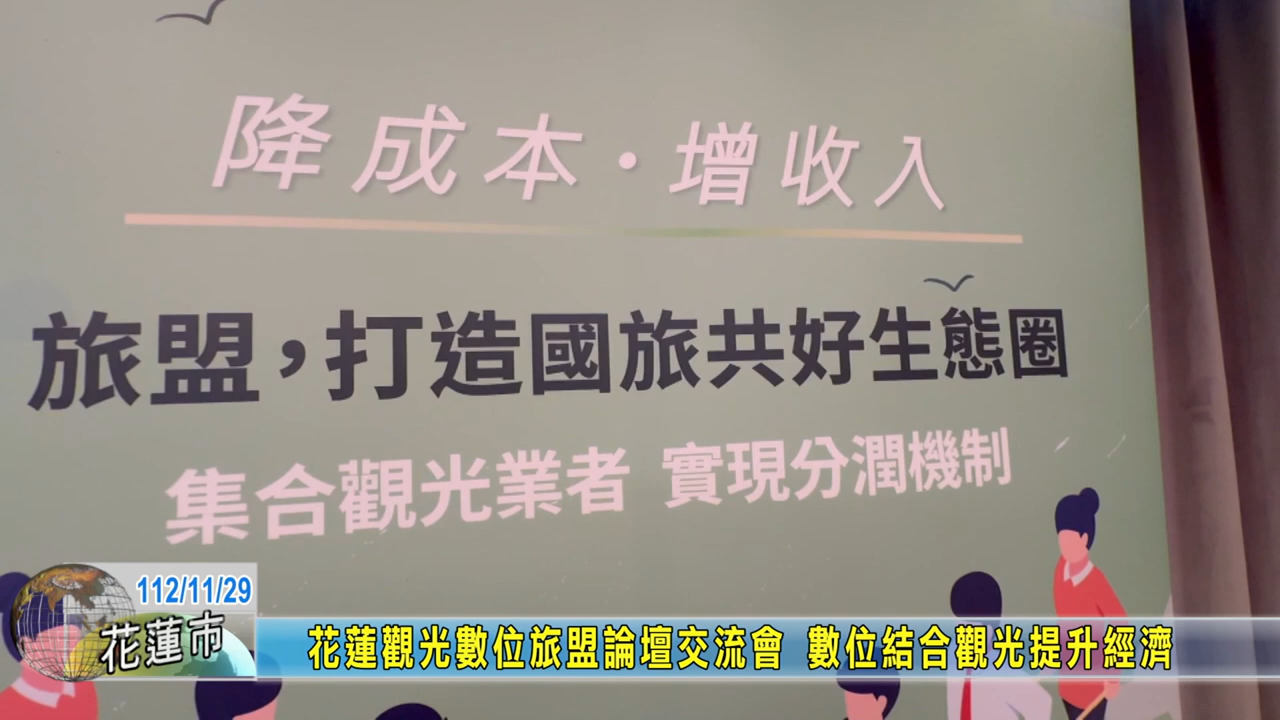 降成本·增收入
旅盟,打造國旅共好生態圈
集合觀光業者 實現分潤機制
112/11/29
花蓮市
花蓮觀光數位旅盟論壇交流會 數位結合觀光提升經濟